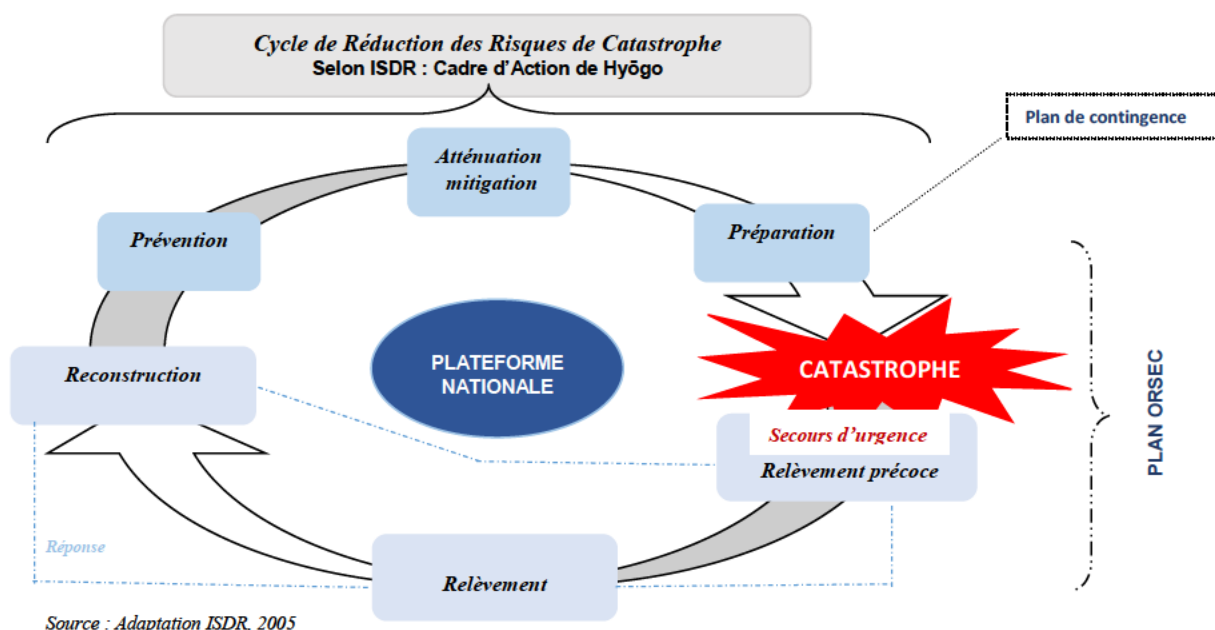 Cycle de Réduction des Risques de Catastrophe
Selon ISDR : Cadre d'Action de Hyōgo
Plan de contingence
Atténuation
mitigation
Prévention
Préparation
Reconstruction
PLATEFORME
NATIONALE
CATASTROPHE
Secours d'urgence
Relèvement précoce
PLAN ORSEC
Réponse
Relèvement
Source : Adaptation ISDR, 2005